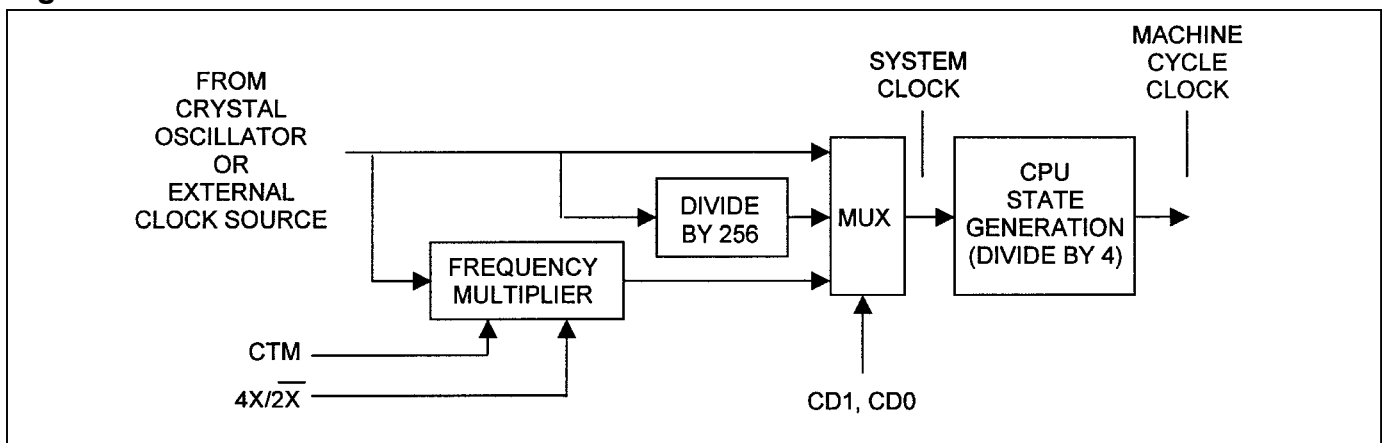 SYSTEM
CLOCK
MACHINE
CYCLE
CLOCK
FROM
CRYSTAL
OSCILLATOR
OR
EXTERNAL
CLOCK SOURCE
DIVIDE
BY 256
MUX
CPU
STATE
GENERATION
(DIVIDE BY 4)
FREQUENCY
MULTIPLIER
CTM
4X/2X̅
CD1, CD0